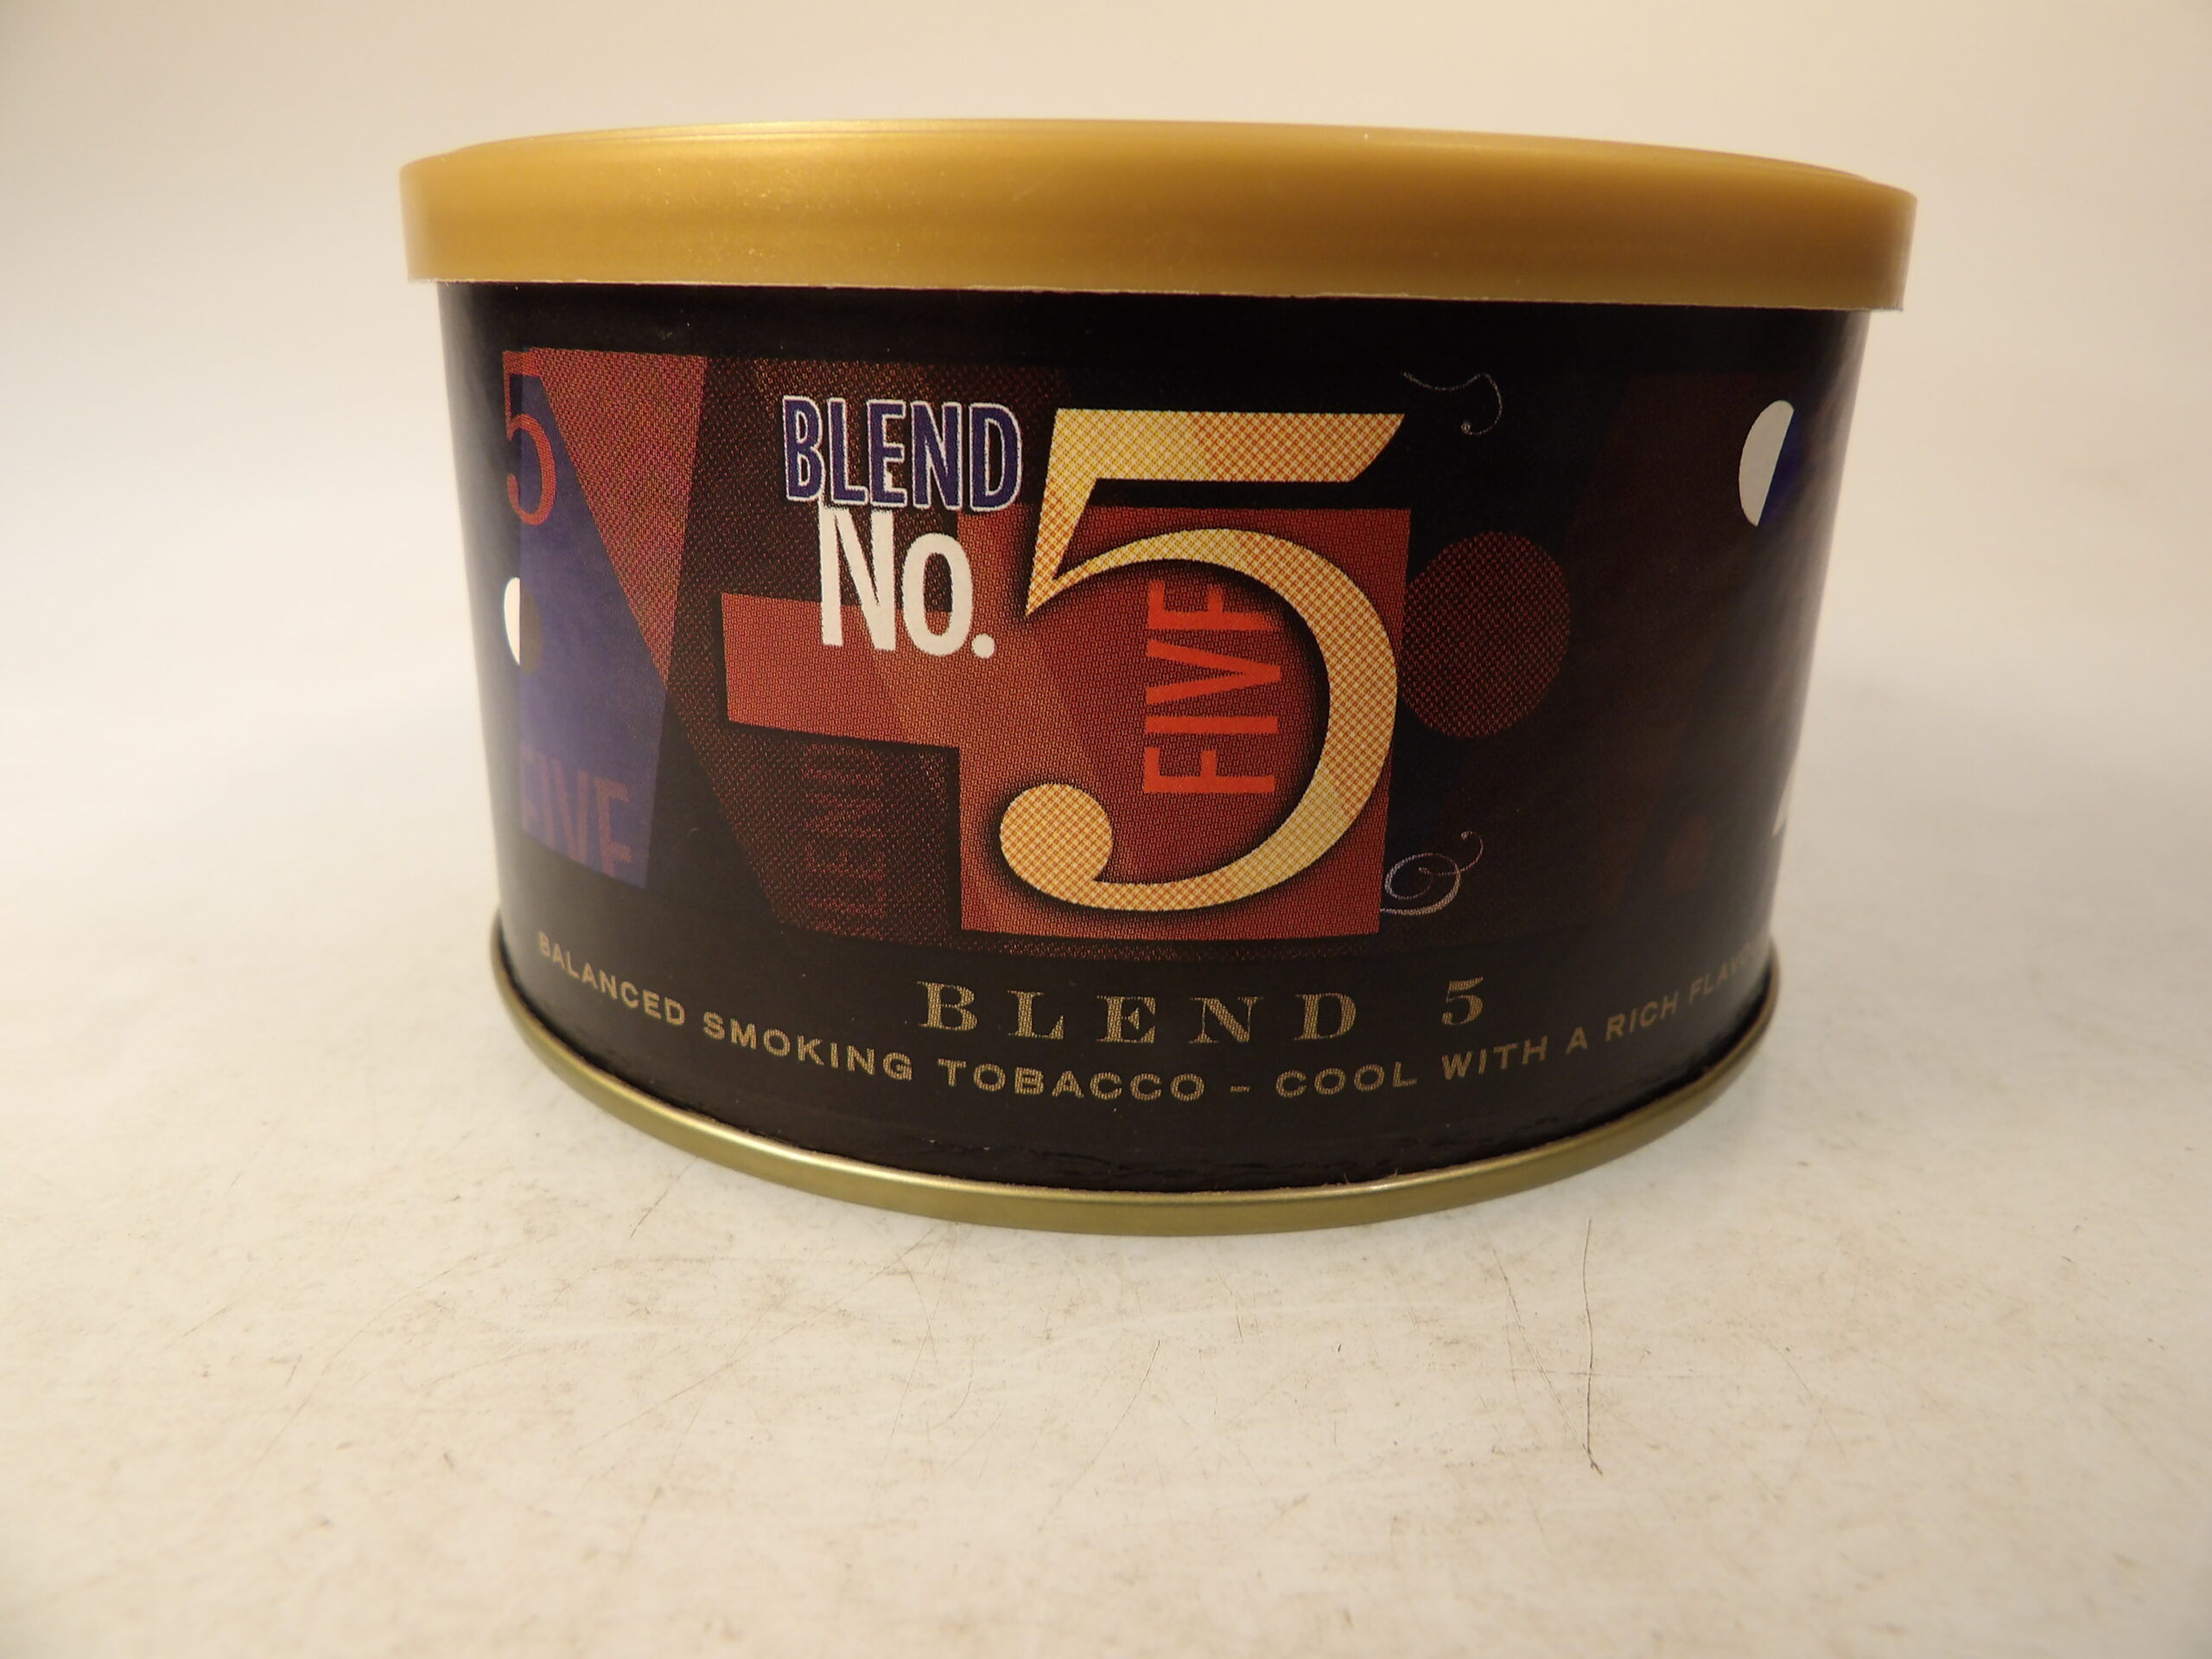 5
BLEND
No. 5
FIVE
FIVE
BLEND 5
BALANCED SMOKING TOBACCO - COOL WITH A RICH